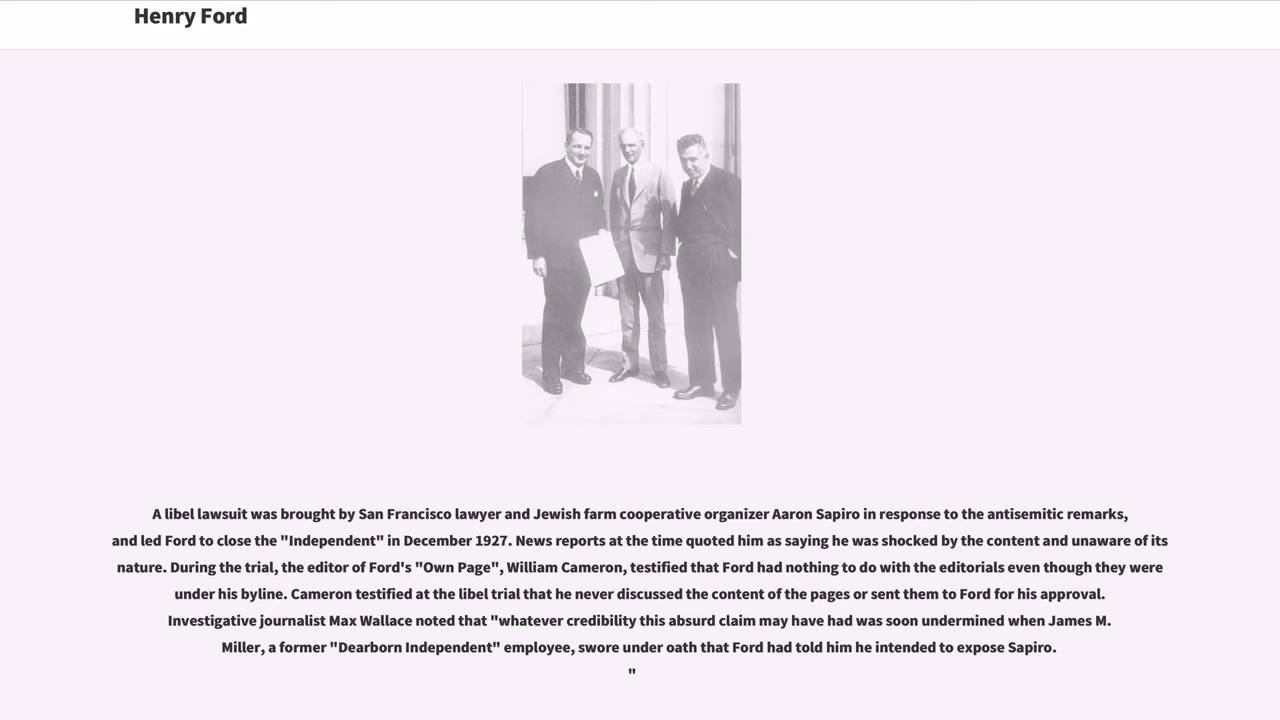 Henry Ford
A libel lawsuit was brought by San Francisco lawyer and Jewish farm cooperative organizer Aaron Sapiro in response to the antisemitic remarks,
and led Ford to close the "Independent" in December 1927. News reports at the time quoted him as saying he was shocked by the content and unaware of its
nature. During the trial, the editor of Ford's "Own Page", William Cameron, testified that Ford had nothing to do with the editorials even though they were
under his byline. Cameron testified at the libel trial that he never discussed the content of the pages or sent them to Ford for his approval.
Investigative journalist Max Wallace noted that "whatever credibility this absurd claim may have had was soon undermined when James M.
Miller, a former "Dearborn Independent" employee, swore under oath that Ford had told him he intended to expose Sapiro.
"